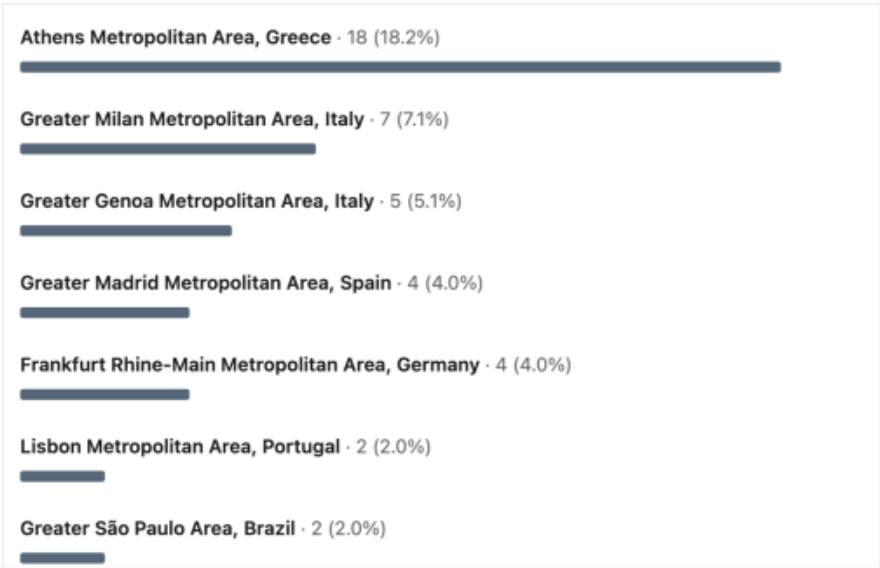 Athens Metropolitan Area, Greece · 18 (18.2%)
Greater Milan Metropolitan Area, Italy · 7 (7.1%)
Greater Genoa Metropolitan Area, Italy · 5 (5.1%)
Greater Madrid Metropolitan Area, Spain · 4 (4.0%)
Frankfurt Rhine-Main Metropolitan Area, Germany · 4 (4.0%)
Lisbon Metropolitan Area, Portugal · 2 (2.0%)
Greater São Paulo Area, Brazil · 2 (2.0%)